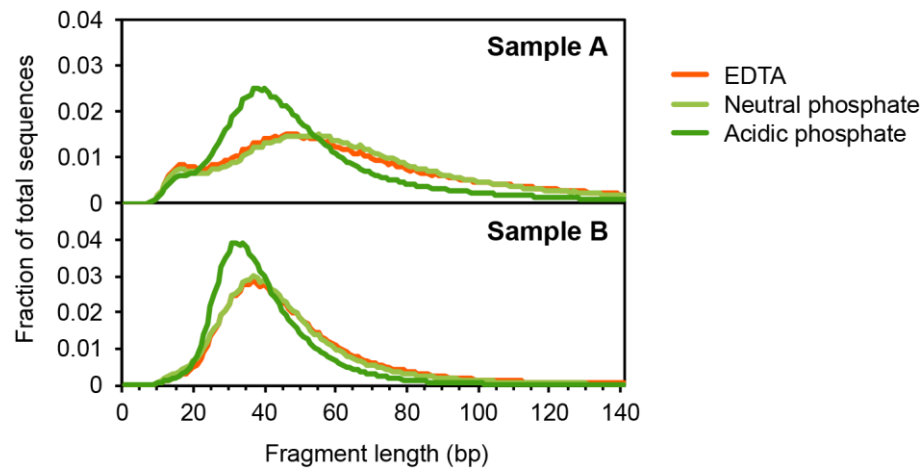 Fraction of total sequences
0.04
0.03
0.02
0.01
0
Sample A
EDTA
Neutral phosphate
Acidic phosphate
0.04
0.03
0.02
0.01
0
Sample B
0 20 40 60 80 100 120 140
Fragment length (bp)